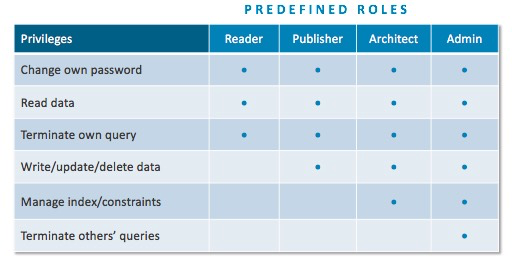 PREDEFINED ROLES
Privileges Reader Publisher Architect Admin
Change own password • • • •
Read data • • • •
Terminate own query • • • •
Write/update/delete data • • •
Manage index/constraints • •
Terminate others’ queries •